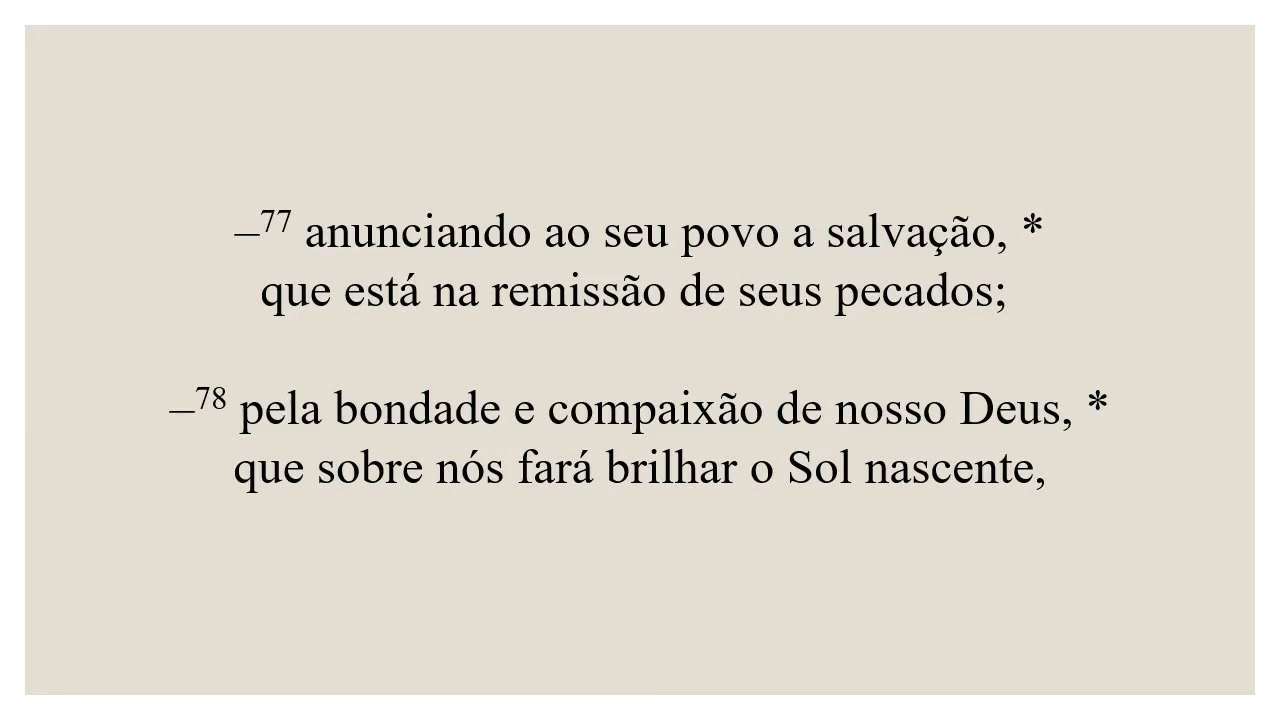 –77 anunciando ao seu povo a salvação, *
que está na remissão de seus pecados;
–78 pela bondade e compaixão de nosso Deus, *
que sobre nós fará brilhar o Sol nascente,